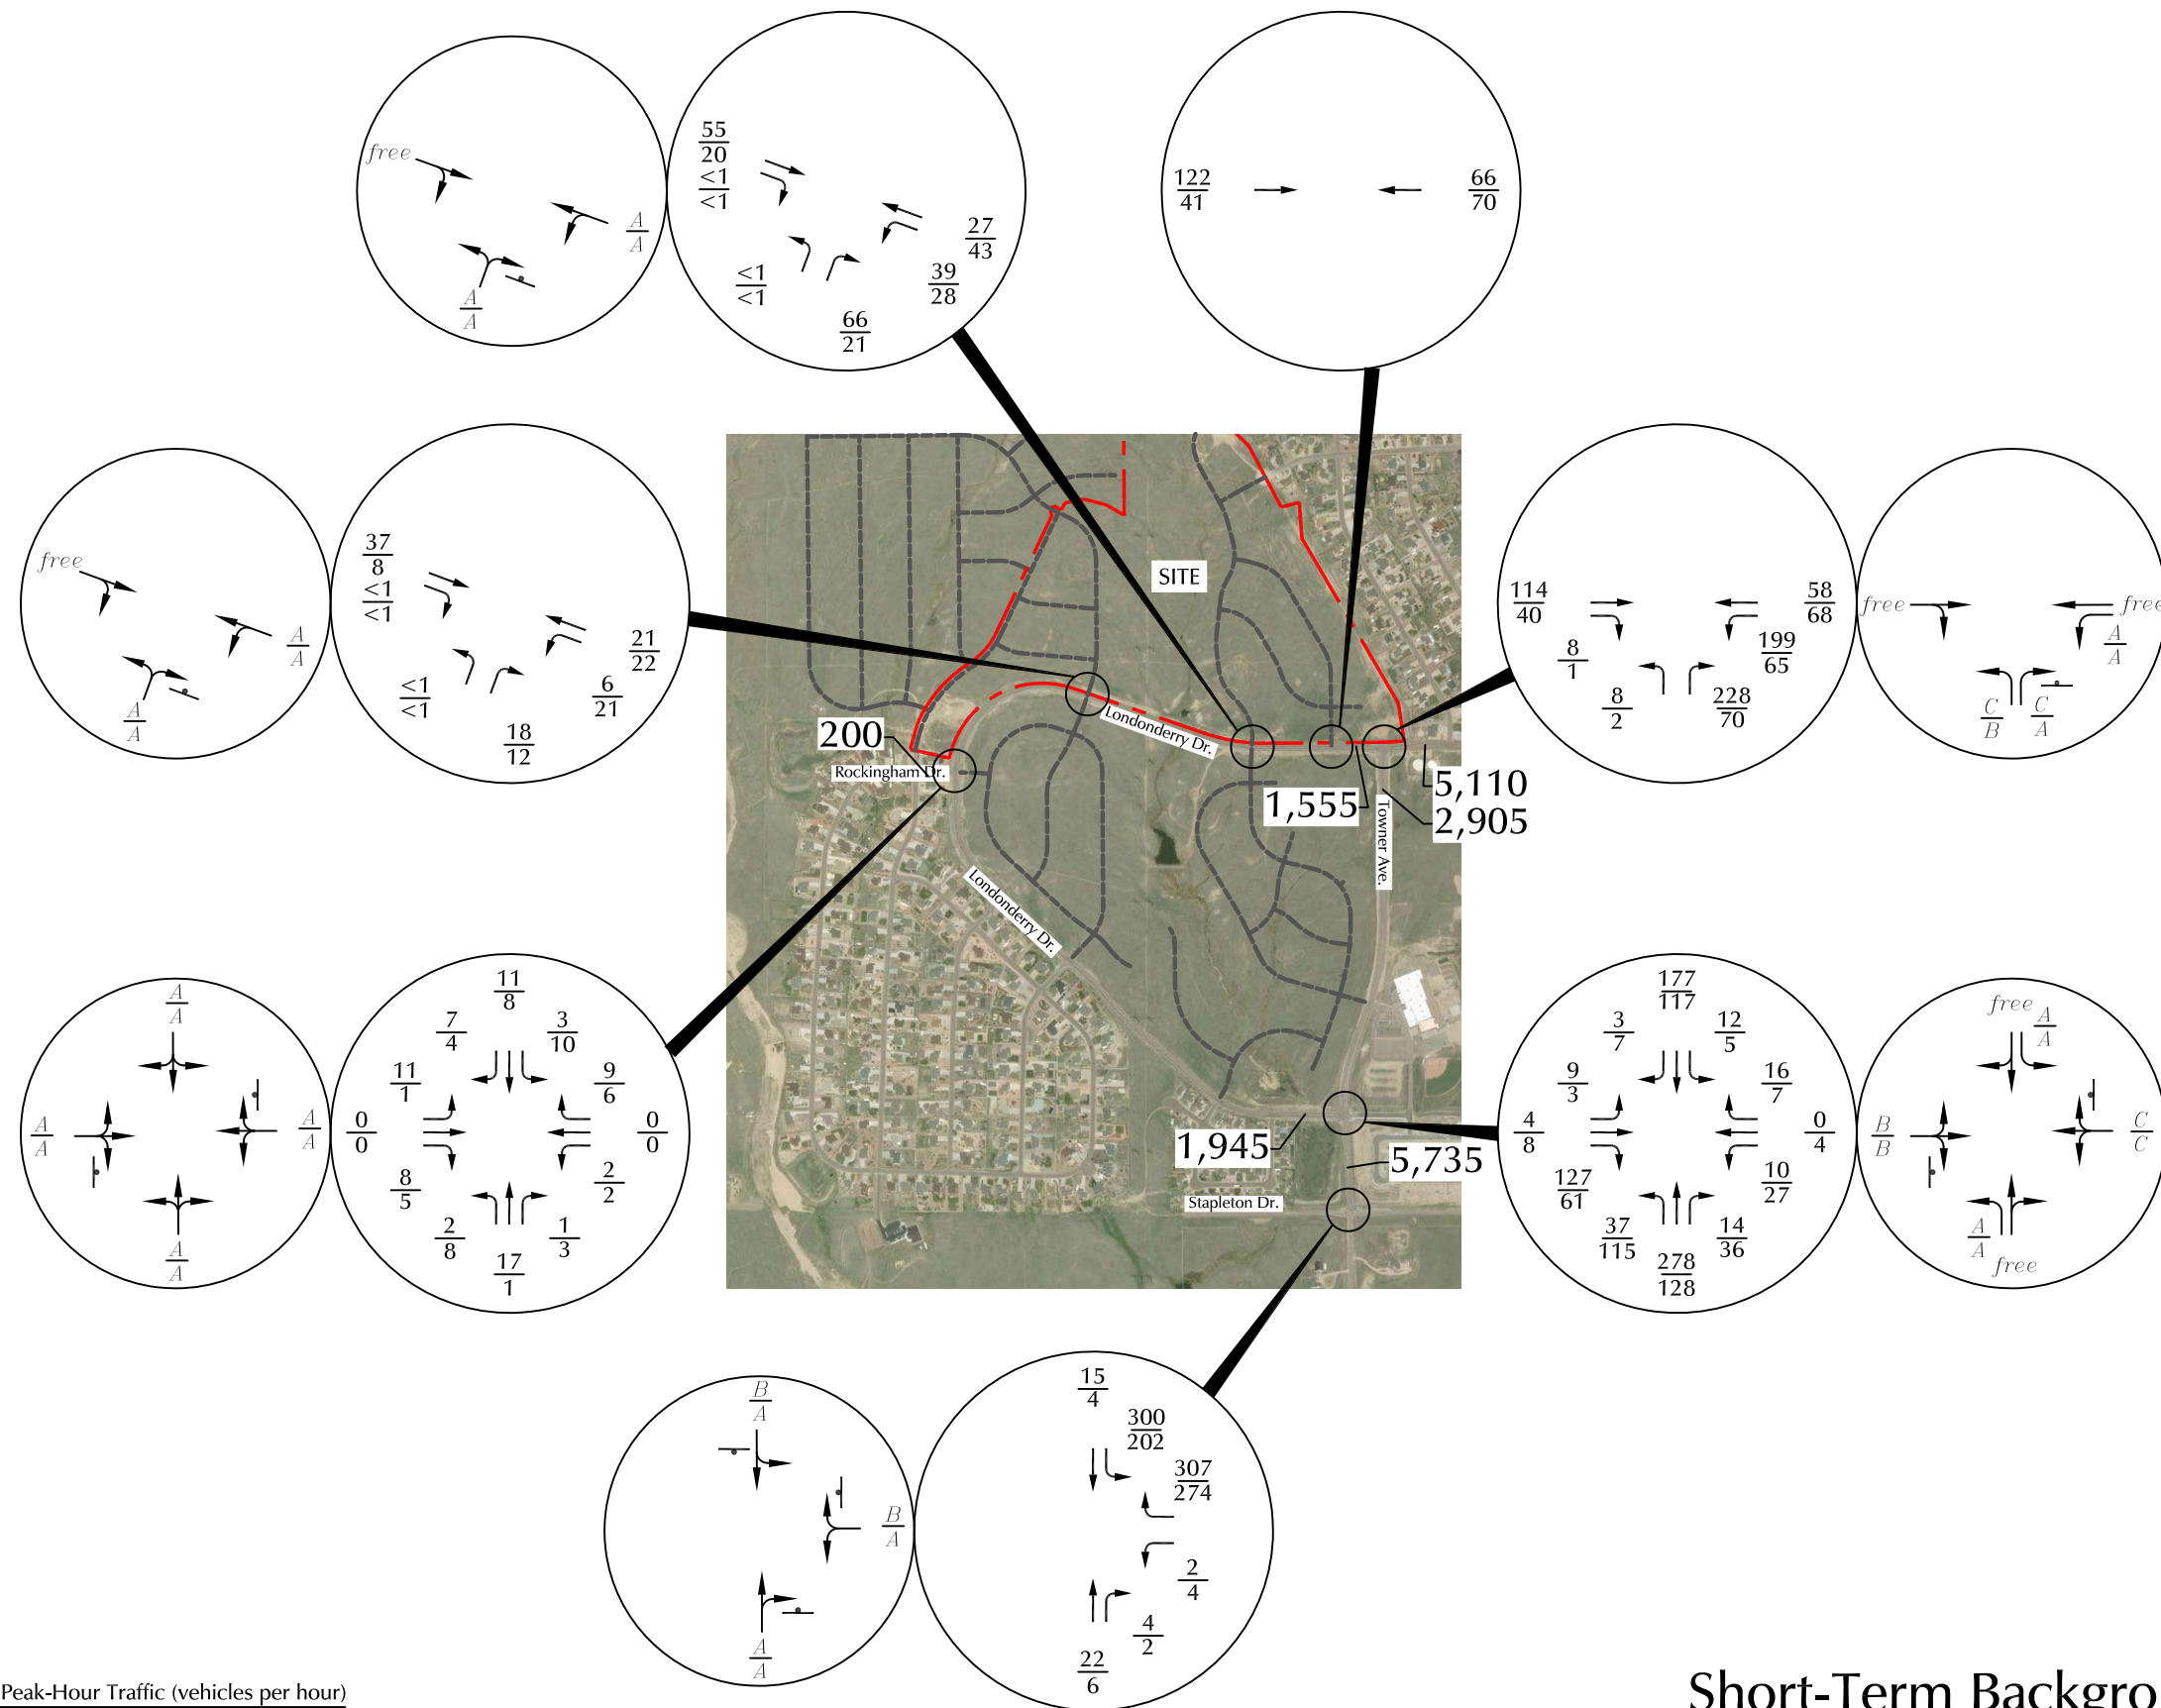 free
A
A
A
A
55
20
<1
<1
<1
<1
66
21
27
43
39
28
122
41
66
70
free
A
A
A
A
37
8
<1
<1
<1
<1
18
12
21
22
6
21
SITE
Londonderry Dr.
200
Rockingham Dr.
1,555
5,110
2,905
Towner Ave.
Londonderry Dr.
1,945
5,735
Stapleton Dr.
114
40
8
1
8
2
58
68
199
65
228
70
free
free
A
A
C
B
C
A
A
A
A
A
A
A
A
A
11
8
7
4
3
10
11
1
9
6
0
0
0
0
8
5
2
2
2
8
1
3
17
1
177
117
3
7
12
5
9
3
16
7
4
8
0
4
127
61
10
27
37
115
14
36
278
128
free
A
A
B
B
C
C
A
A
free
B
A
B
A
A
A
15
4
300
202
307
274
2
4
4
2
22
6
Peak-Hour Traffic (vehicles per hour)
Short-Term Backgro